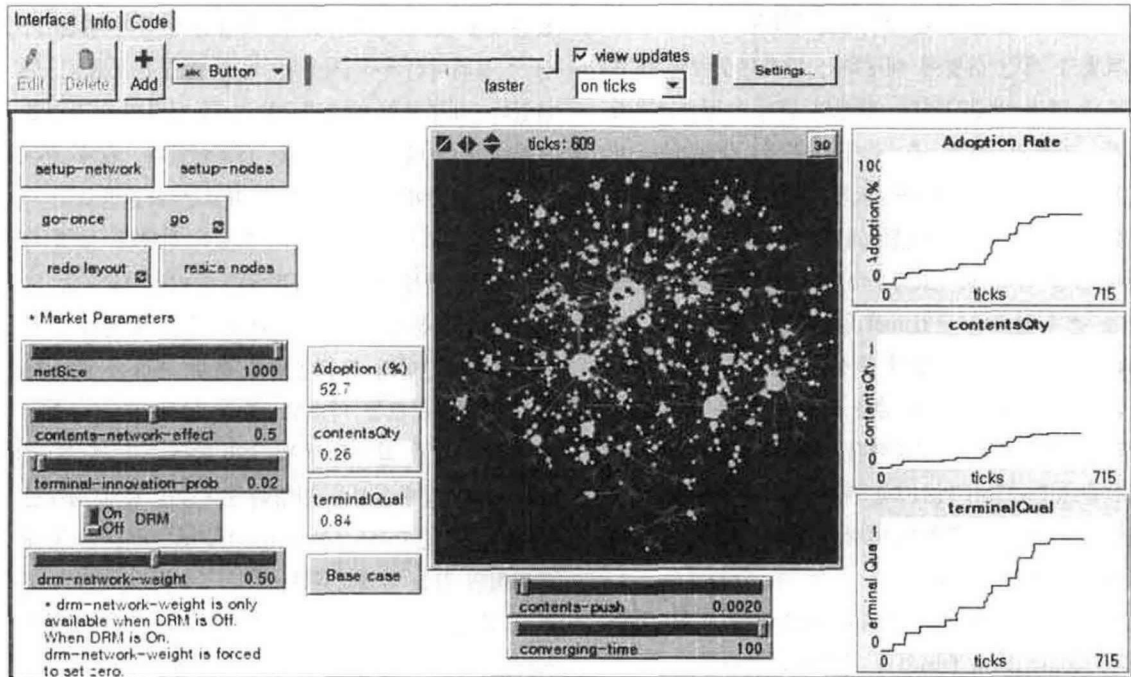 Interface Info Code
Edit Delete Add
abc Button
faster
view updates
on ticks
Settings...
setup-network setup-nodes
go-once go
redo layout resize nodes
* Market Parameters
netSize 1000
contents-network-effect 0.5
terminal-innovation-prob 0.02
On
Off DRM
drm-network-weight 0.50
* drm-network-weight is only
available when DRM is Off.
When DRM is On.
drm-network-weight is forced
to set zero.
Adoption (%)
52.7
contentsQty
0.26
terminalQual
0.84
Base case
ticks: 609 3D
contents-push 0.0020
converging-time 100
Adoption Rate
100
adoption(%
0
0 ticks 715
contentsQty
contentsQty
0
0 ticks 715
terminalQual
erminal Qua
0
0 ticks 715